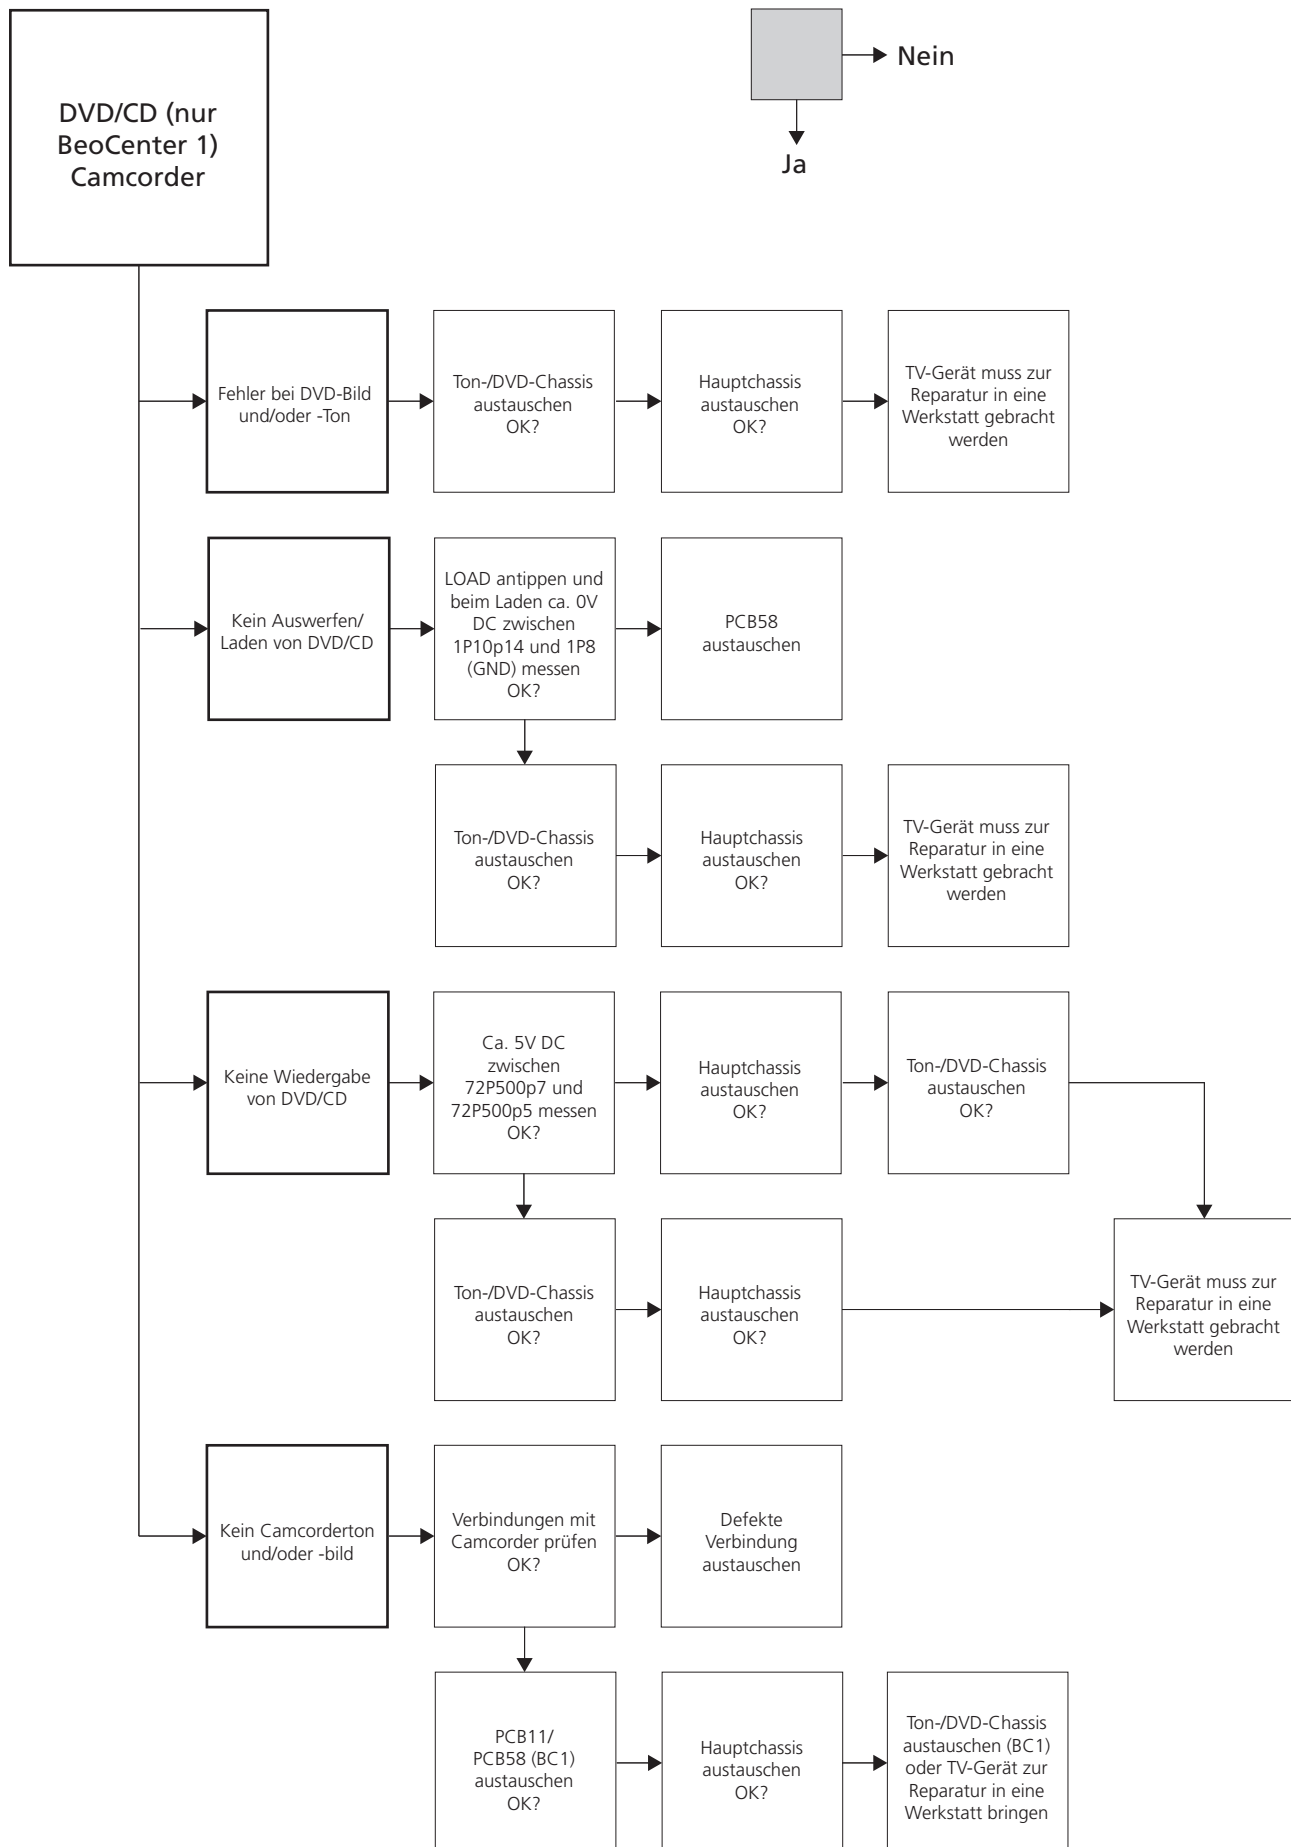 DVD/CD (nur
BeoCenter 1)
Camcorder
Nein
Ja
Fehler bei DVD-Bild
und/oder -Ton
Ton-/DVD-Chassis
austauschen
OK?
Hauptchassis
austauschen
OK?
TV-Gerät muss zur
Reparatur in eine
Werkstatt gebracht
werden
Kein Auswerfen/
Laden von DVD/CD
LOAD antippen und
beim Laden ca. 0V
DC zwischen
1P10p14 und 1P8
(GND) messen
OK?
PCB58
austauschen
Ton-/DVD-Chassis
austauschen
OK?
Hauptchassis
austauschen
OK?
TV-Gerät muss zur
Reparatur in eine
Werkstatt gebracht
werden
Keine Wiedergabe
von DVD/CD
Ca. 5V DC
zwischen
72P500p7 und
72P500p5 messen
OK?
Hauptchassis
austauschen
OK?
Ton-/DVD-Chassis
austauschen
OK?
Ton-/DVD-Chassis
austauschen
OK?
Hauptchassis
austauschen
OK?
TV-Gerät muss zur
Reparatur in eine
Werkstatt gebracht
werden
Kein Camcorderton
und/oder -bild
Verbindungen mit
Camcorder prüfen
OK?
Defekte
Verbindung
austauschen
PCB11/
PCB58 (BC1)
austauschen
OK?
Hauptchassis
austauschen
OK?
Ton-/DVD-Chassis
austauschen (BC1)
oder TV-Gerät zur
Reparatur in eine
Werkstatt bringen